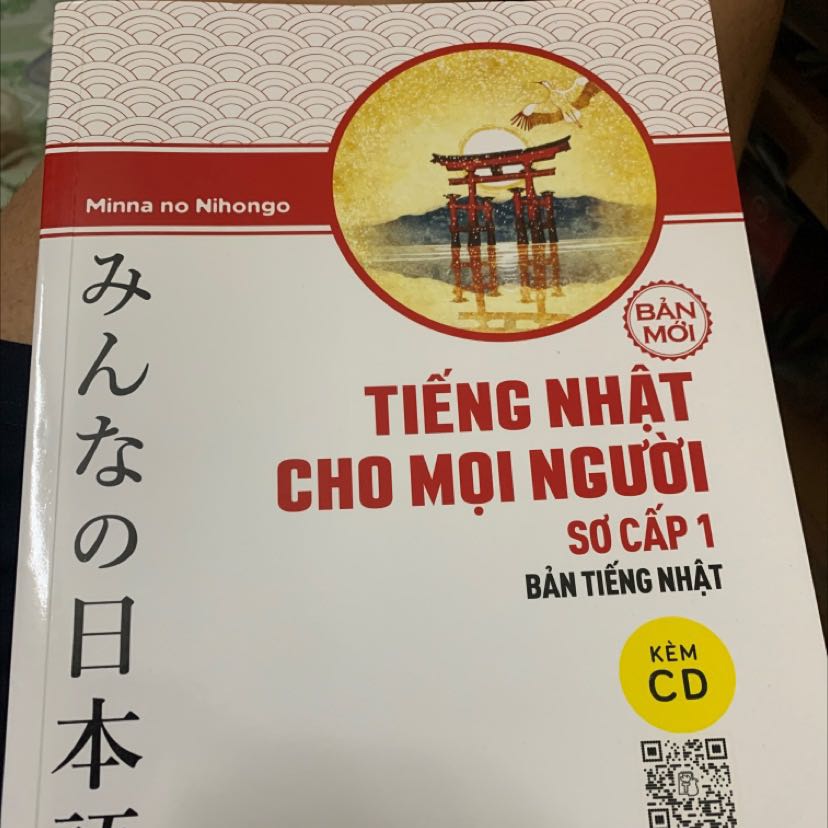 Minna no Nihongo
みんなの日本語
BẢN
MỚI
TIẾNG NHẬT
CHO MỌI NGƯỜI
SƠ CẤP 1
BẢN TIẾNG NHẬT
KÈM
CD